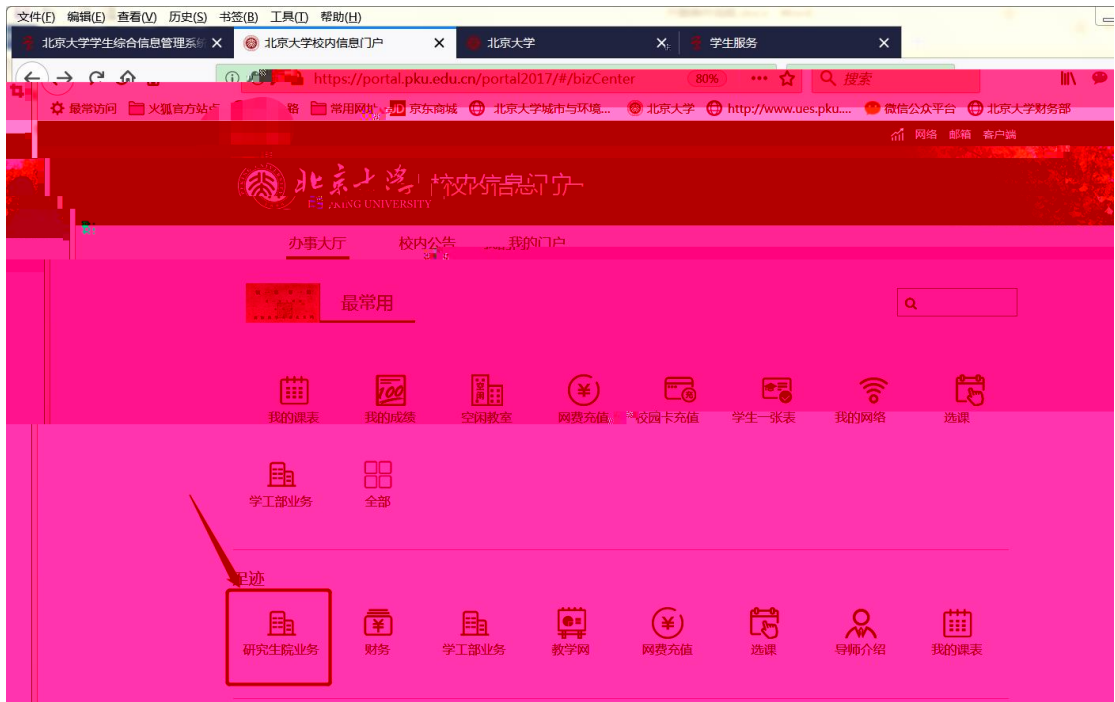 文件(F) 编辑(E) 查看(V) 历史(S) 书签(B) 工具(T) 帮助(H)
北京大学学生综合信息管理系统 北京大学校内信息门户 北京大学 学生服务
https://portal.pku.edu.cn/portal2017/#/bizCenter 80% 搜索
最常访问 火狐官方站点 常用网址 JD 京东商城 北京大学城市与环境... 北京大学 http://www.ues.pku.... 微信公众平台 北京大学财务部
网络 邮箱 客户端
北京大学 校内信息门户
PEKING UNIVERSITY
办事大厅 校内公告 我的门户
最常用
我的课表 我的成绩 空闲教室 网费充值 校园卡充值 学生一张表 我的网络 选课
学工部业务 全部
足迹
研究生院业务 财务 学工部业务 教学网 网费充值 选课 导师介绍 我的课表